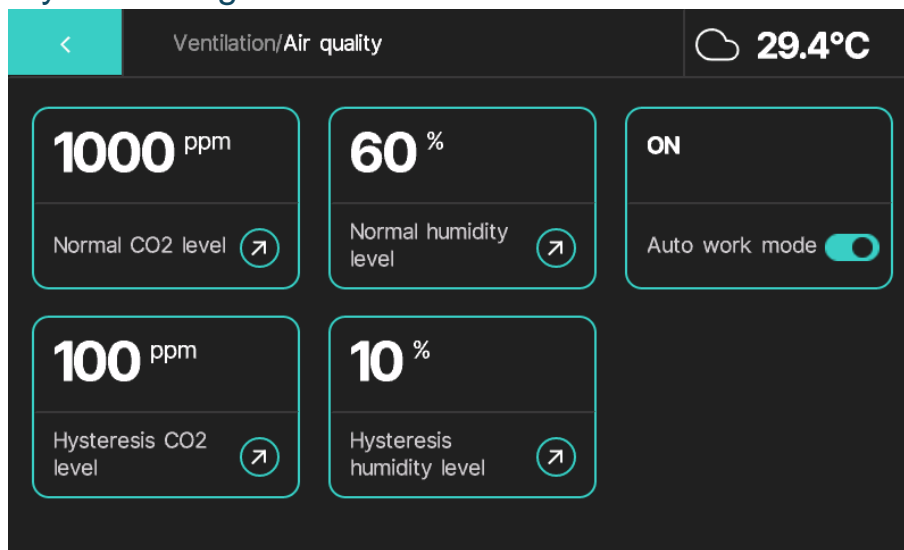 Ventilation/Air quality
29.4°C
1000 ppm
Normal CO2 level
60 %
Normal humidity
level
ON
Auto work mode
100 ppm
Hysteresis CO2
level
10 %
Hysteresis
humidity level